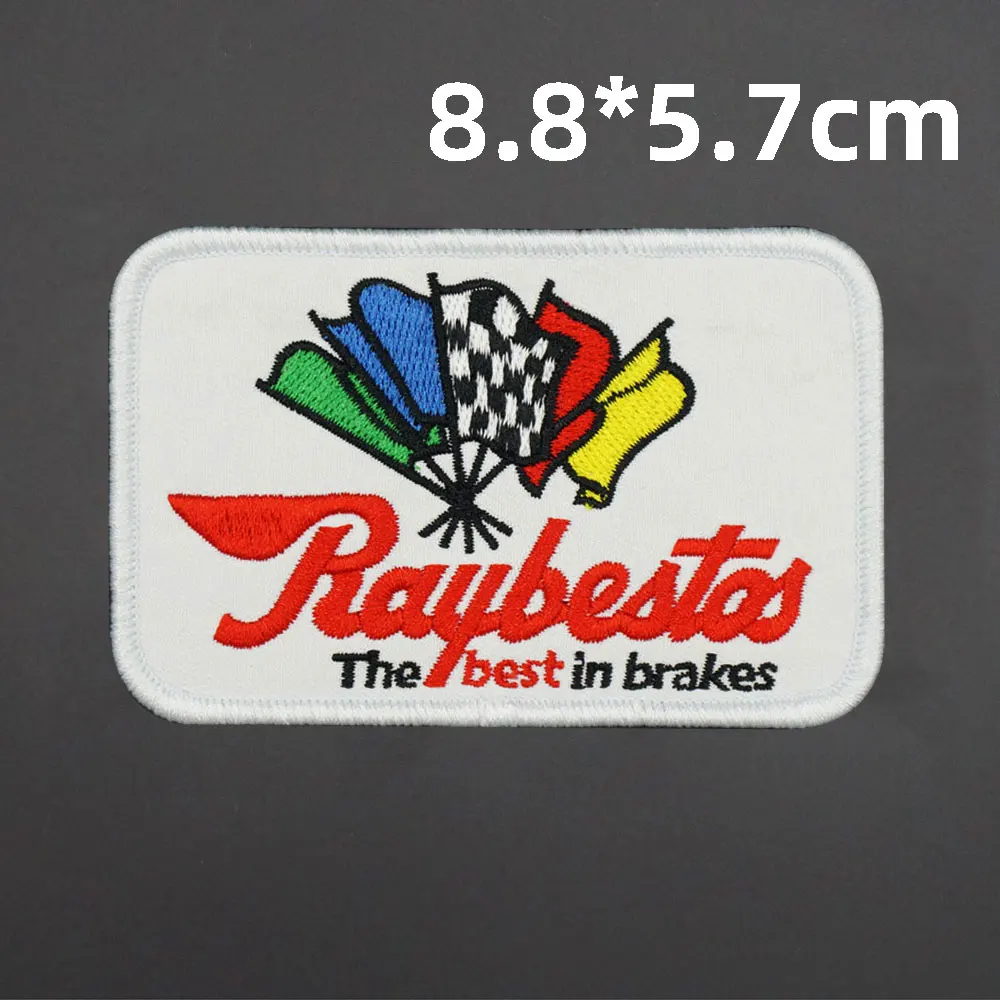 8.8*5.7cm
Raybestos
The best in brakes